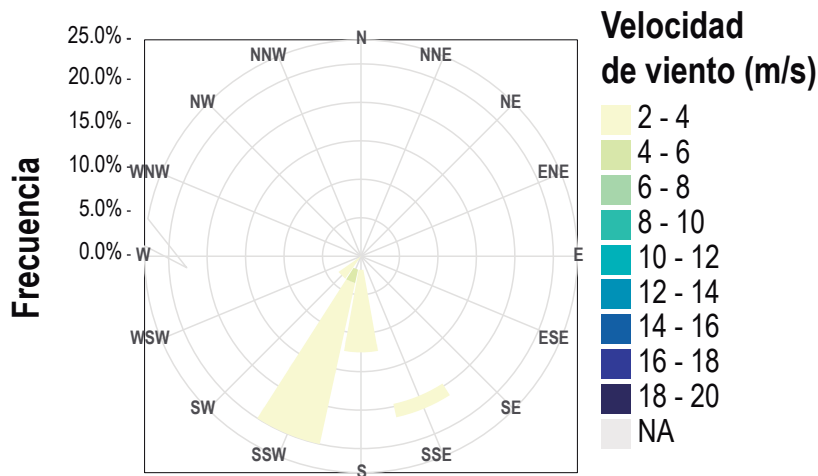 Frecuencia
25.0%
20.0%
15.0%
10.0%
5.0%
0.0%
N
NNE
NE
ENE
E
ESE
SE
SSE
S
SSW
SW
WSW
W
WNW
NW
NNW
Velocidad
de viento (m/s)
2 - 4
4 - 6
6 - 8
8 - 10
10 - 12
12 - 14
14 - 16
16 - 18
18 - 20
NA